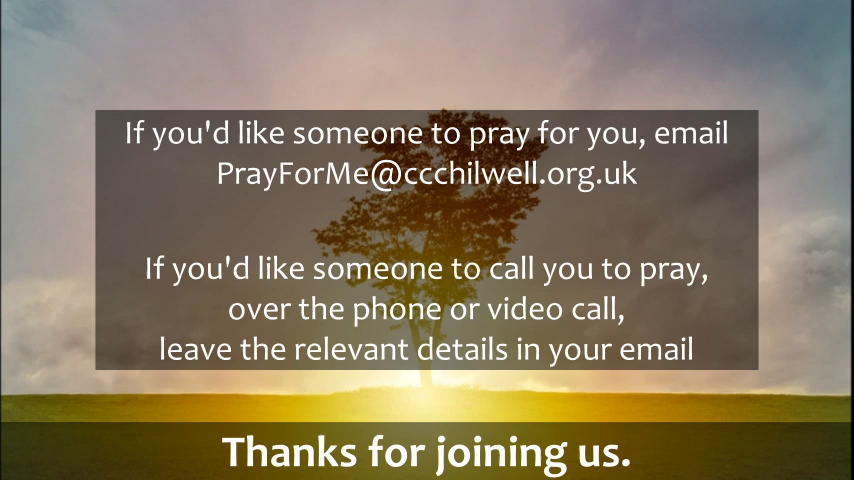 If you'd like someone to pray for you, email
PrayForMe@ccchilwell.org.uk
If you'd like someone to call you to pray,
over the phone or video call,
leave the relevant details in your email
Thanks for joining us.